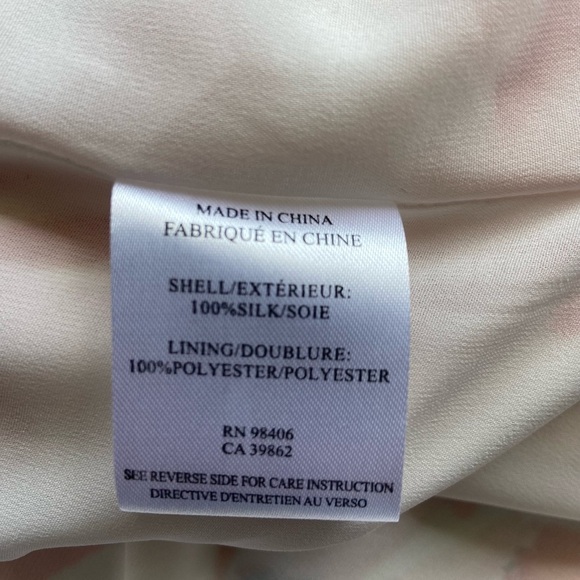 MADE IN CHINA
FABRIQUÉ EN CHINE
SHELL/EXTÉRIEUR:
100%SILK/SOIE
LINING/DOUBLURE:
100%POLYESTER/POLYESTER
RN 98406
CA 39862
SEE REVERSE SIDE FOR CARE INSTRUCTION
DIRECTIVE D'ENTRETIEN AU VERSO